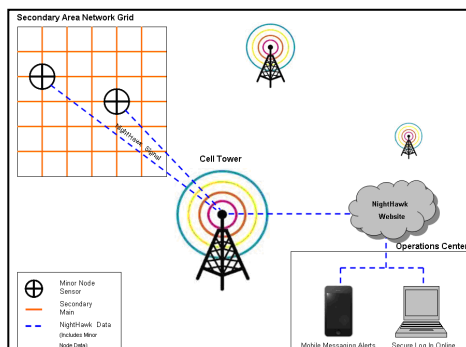 Secondary Area Network Grid
NightHawk Signal
Cell Tower
NightHawk
Website
Operations Center
Minor Node
Sensor
Secondary
Main
NightHawk Data
(Includes Minor
Node Data)
Mobile Messaging Alerts
Secure Log In Online